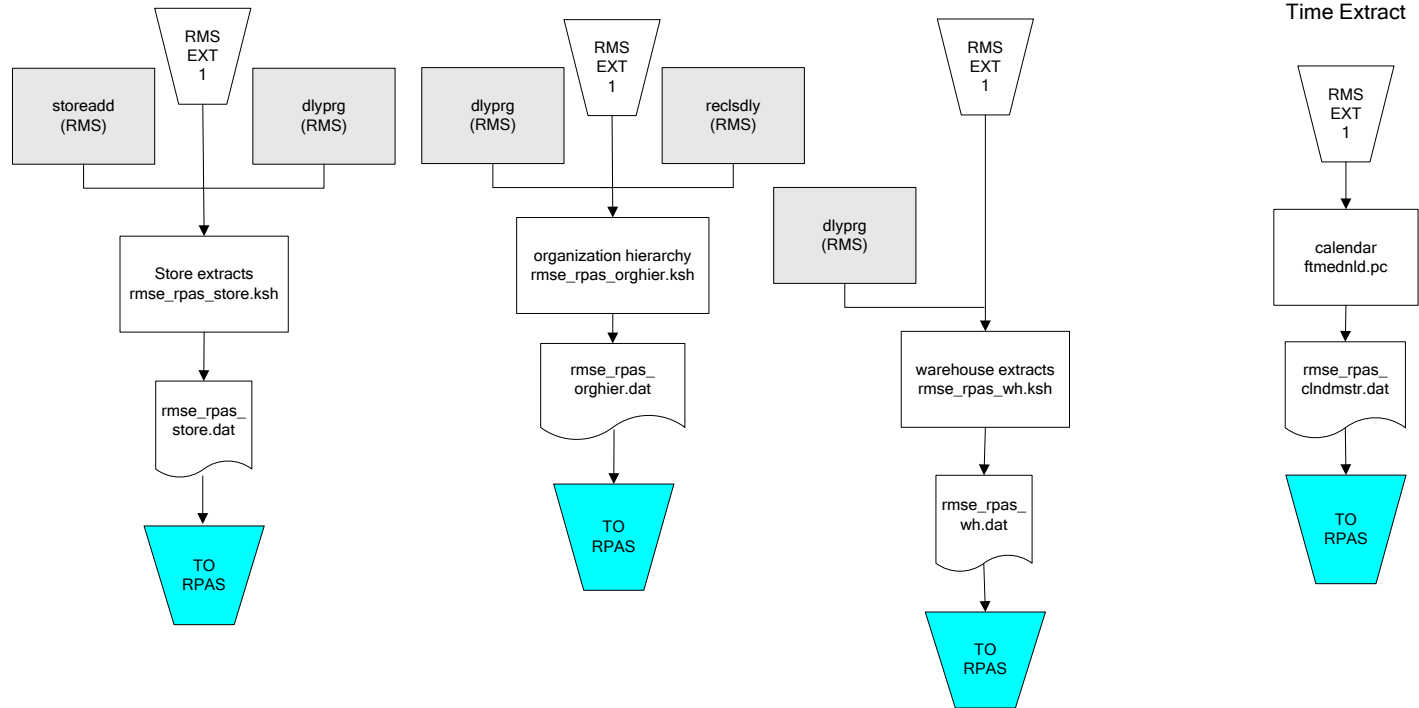 Time Extract
RMS
EXT
1
storeadd
(RMS)
dlyprg
(RMS)
Store extracts
rmse_rpas_store.ksh
rmse_rpas_
store.dat
TO
RPAS
RMS
EXT
1
dlyprg
(RMS)
reclsdly
(RMS)
organization hierarchy
rmse_rpas_orghier.ksh
rmse_rpas_
orghier.dat
TO
RPAS
RMS
EXT
1
dlyprg
(RMS)
warehouse extracts
rmse_rpas_wh.ksh
rmse_rpas_
wh.dat
TO
RPAS
RMS
EXT
1
calendar
ftmednld.pc
rmse_rpas_
clndmstr.dat
TO
RPAS